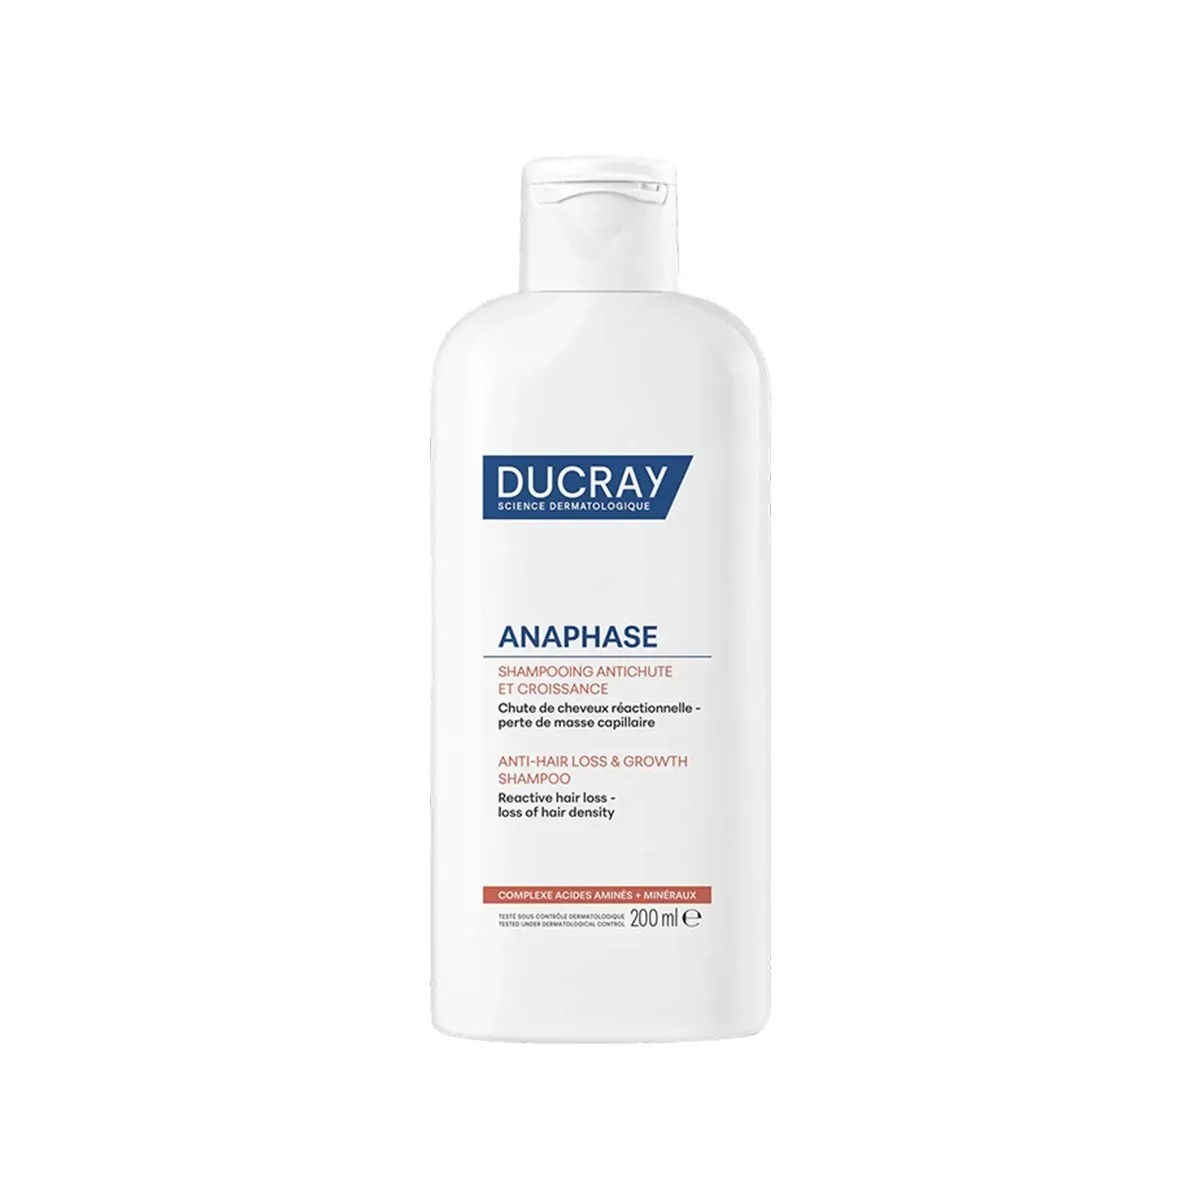 DUCRAY
SCIENCE DERMATOLOGIQUE
ANAPHASE
SHAMPOOING ANTICHUTE
ET CROISSANCE
Chute de cheveux réactionnelle -
perte de masse capillaire
ANTI-HAIR LOSS & GROWTH
SHAMPOO
Reactive hair loss -
loss of hair density
COMPLEXE ACIDES AMINÉS + MINÉRAUX
TESTÉ SOUS CONTRÔLE DERMATOLOGIQUE
TESTED UNDER DERMATOLOGICAL CONTROL 200 ml ℮